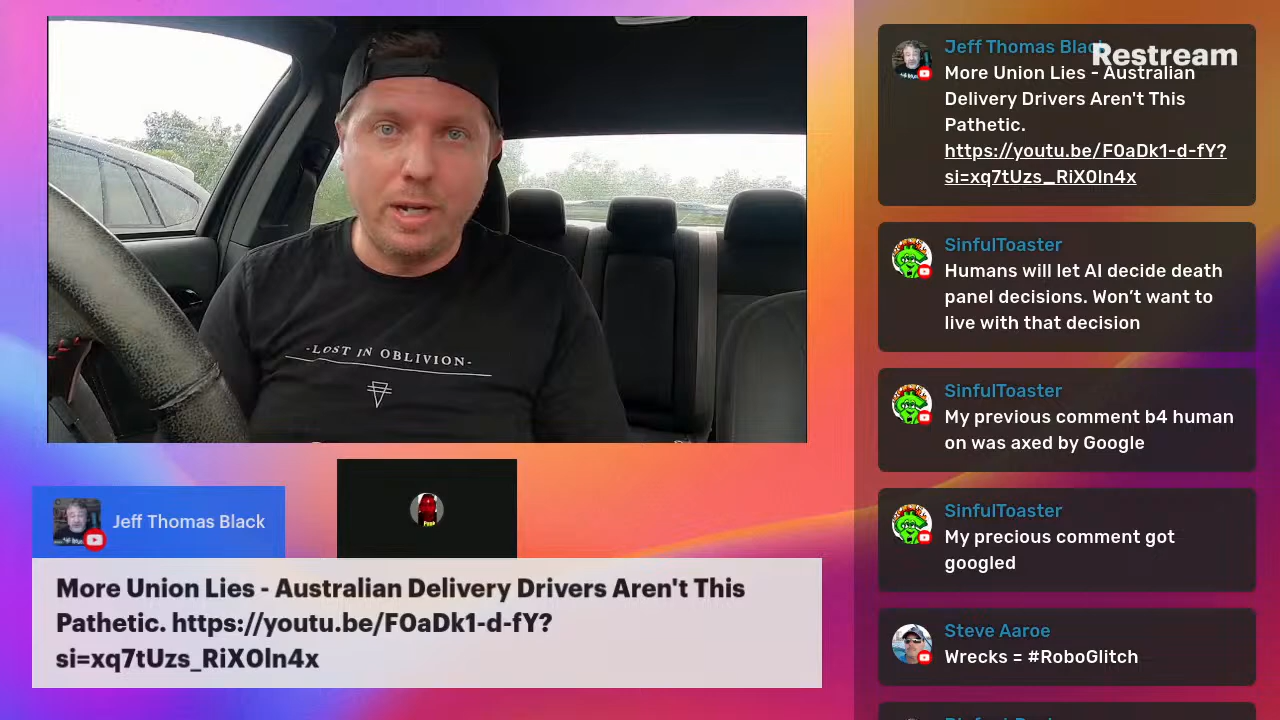 -LOST IN OBLIVION-
Jeff Thomas Black
More Union Lies - Australian Delivery Drivers Aren't This
Pathetic. https://youtu.be/F0aDk1-d-fY?
si=xq7tUzs_RiX0ln4x
Restream
Jeff Thomas Black
More Union Lies - Australian
Delivery Drivers Aren't This
Pathetic.
https://youtu.be/F0aDk1-d-fY?
si=xq7tUzs_RiX0ln4x
SinfulToaster
Humans will let AI decide death
panel decisions. Won’t want to
live with that decision
SinfulToaster
My previous comment b4 human
on was axed by Google
SinfulToaster
My precious comment got
googled
Steve Aaroe
Wrecks = #RoboGlitch